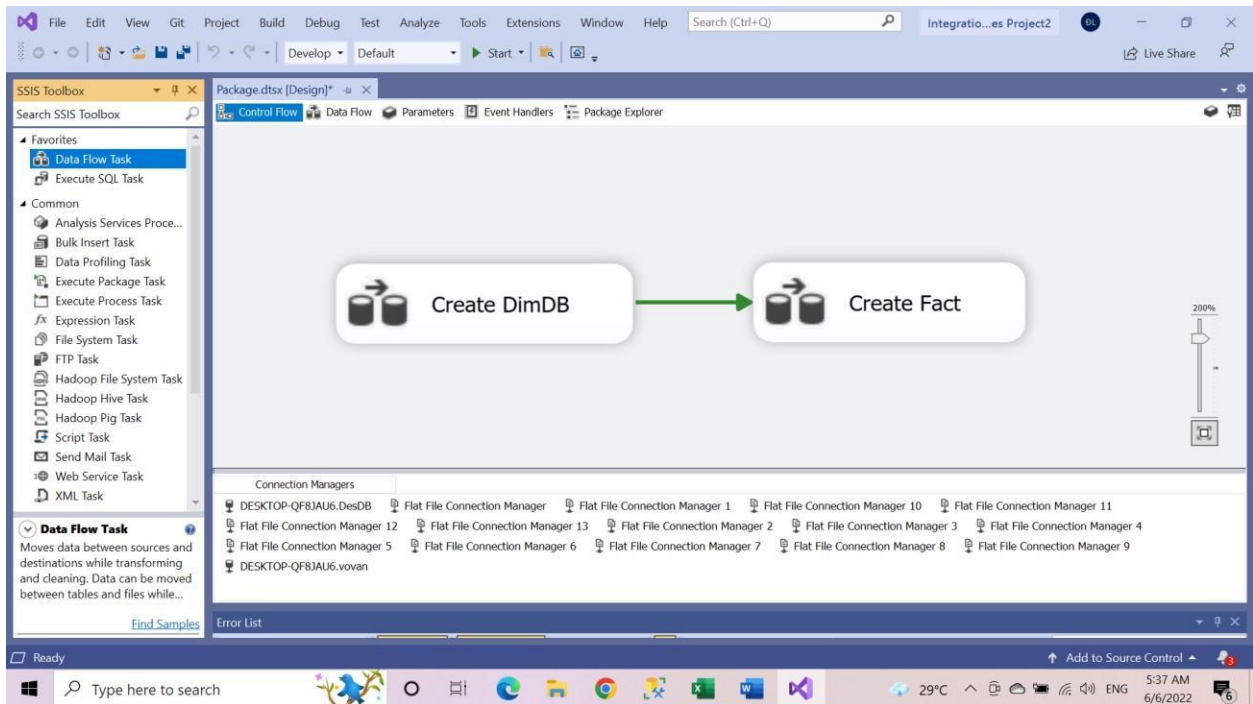 File Edit View Git Project Build Debug Test Analyze Tools Extensions Window Help Search (Ctrl+Q) Integratio...es Project2 ĐL
Develop Default Start Live Share
SSIS Toolbox
Package.dtsx [Design]*
Search SSIS Toolbox
Control Flow Data Flow Parameters Event Handlers Package Explorer
Favorites
Data Flow Task
Execute SQL Task
Common
Analysis Services Proce...
Bulk Insert Task
Data Profiling Task
Execute Package Task
Execute Process Task
Expression Task
File System Task
FTP Task
Hadoop File System Task
Hadoop Hive Task
Hadoop Pig Task
Script Task
Send Mail Task
Web Service Task
XML Task
Create DimDB
Create Fact
200%
Connection Managers
DESKTOP-QF8JAU6.DesDB Flat File Connection Manager Flat File Connection Manager 1 Flat File Connection Manager 10 Flat File Connection Manager 11
Flat File Connection Manager 12 Flat File Connection Manager 13 Flat File Connection Manager 2 Flat File Connection Manager 3 Flat File Connection Manager 4
Flat File Connection Manager 5 Flat File Connection Manager 6 Flat File Connection Manager 7 Flat File Connection Manager 8 Flat File Connection Manager 9
DESKTOP-QF8JAU6.vovan
Data Flow Task
Moves data between sources and
destinations while transforming
and cleaning. Data can be moved
between tables and files while...
Find Samples
Error List
Ready Add to Source Control 3
Type here to search 29°C ENG 5:37 AM
6/6/2022 6